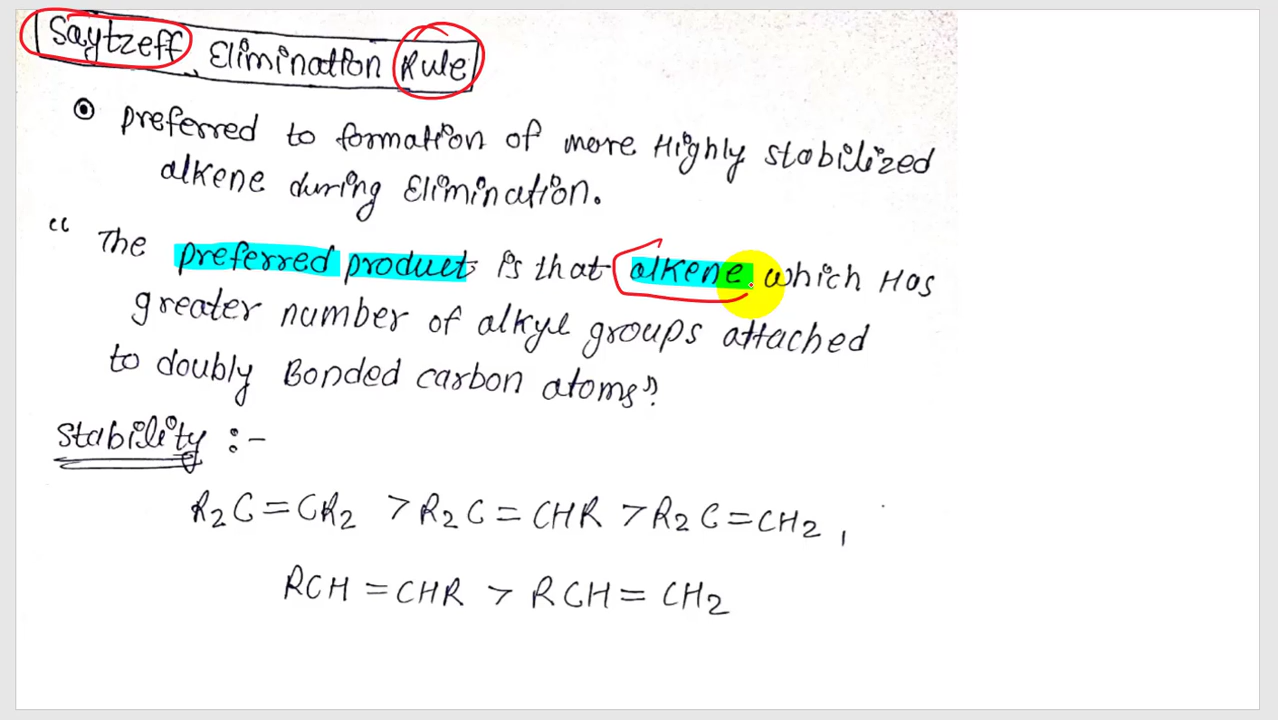 Saytzeff Elimination Rule
preferred to formation of more Highly stabilized
alkene during Elimination.
“ The preferred product is that alkene which Has
greater number of alkyl groups attached
to doubly Bonded carbon atoms”
Stability :-
R2C=CR2 > R2C=CHR > R2C=CH2 ,
RCH=CHR > RCH=CH2